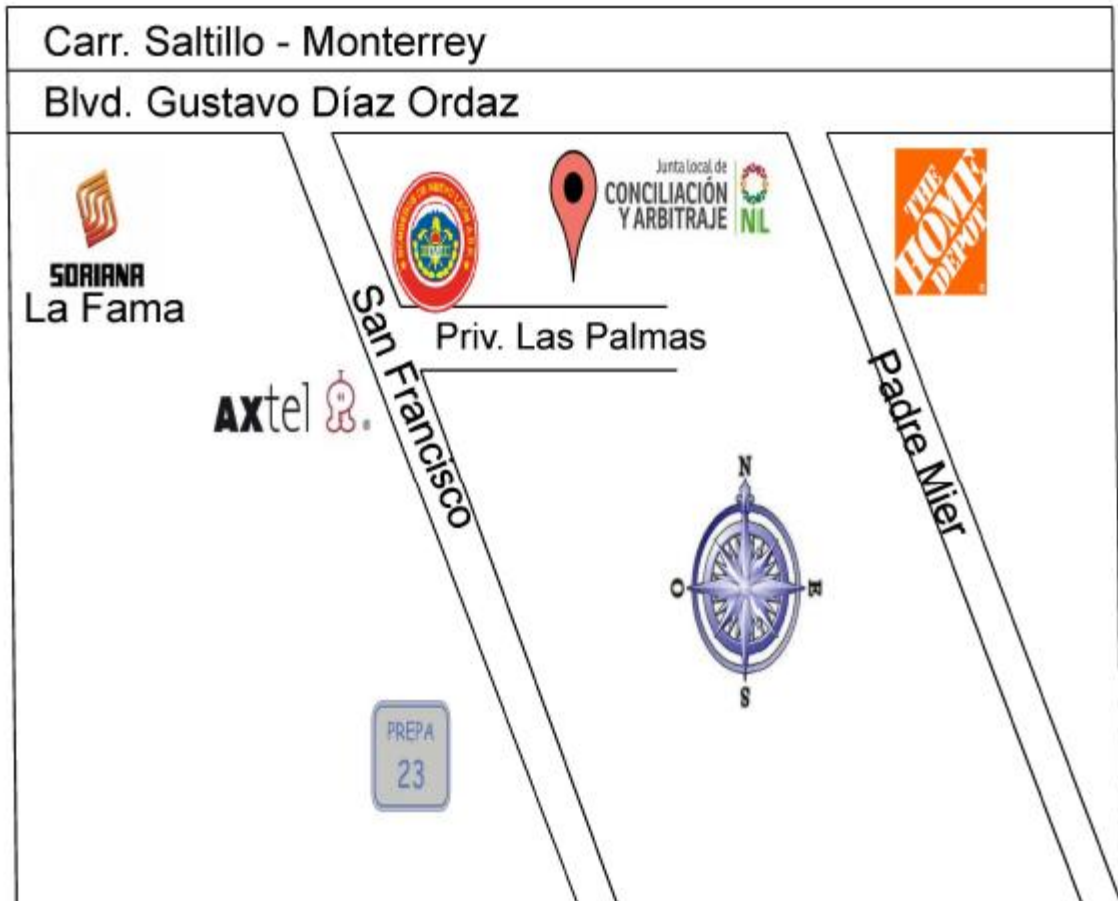 Carr. Saltillo - Monterrey
Blvd. Gustavo Díaz Ordaz
SORIANA
La Fama
Junta local de
CONCILIACIÓN
Y ARBITRAJE
NL
THE
HOME
DEPOT
San Francisco
Priv. Las Palmas
Padre Mier
AXtel
N
O
E
S
PREPA
23